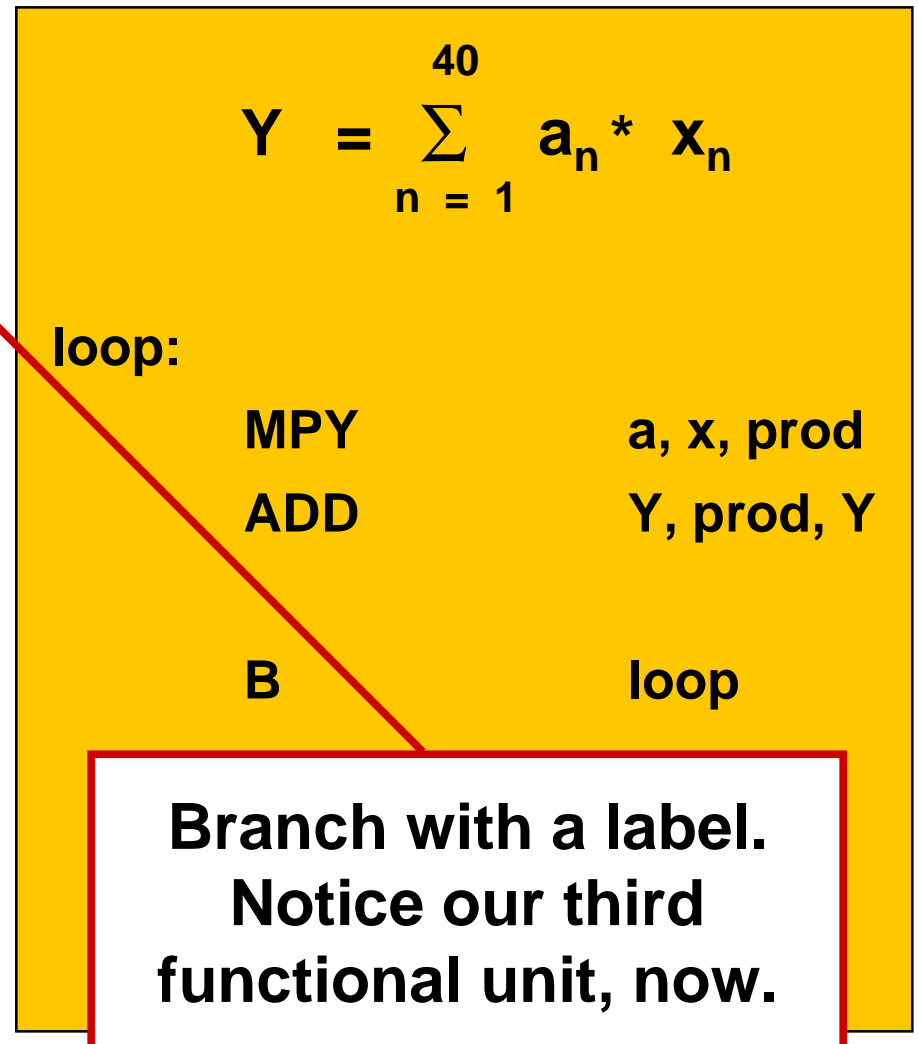 40
Y = ∑ aₙ * xₙ
n = 1
loop:
MPY a, x, prod
ADD Y, prod, Y
B loop
Branch with a label.
Notice our third
functional unit, now.